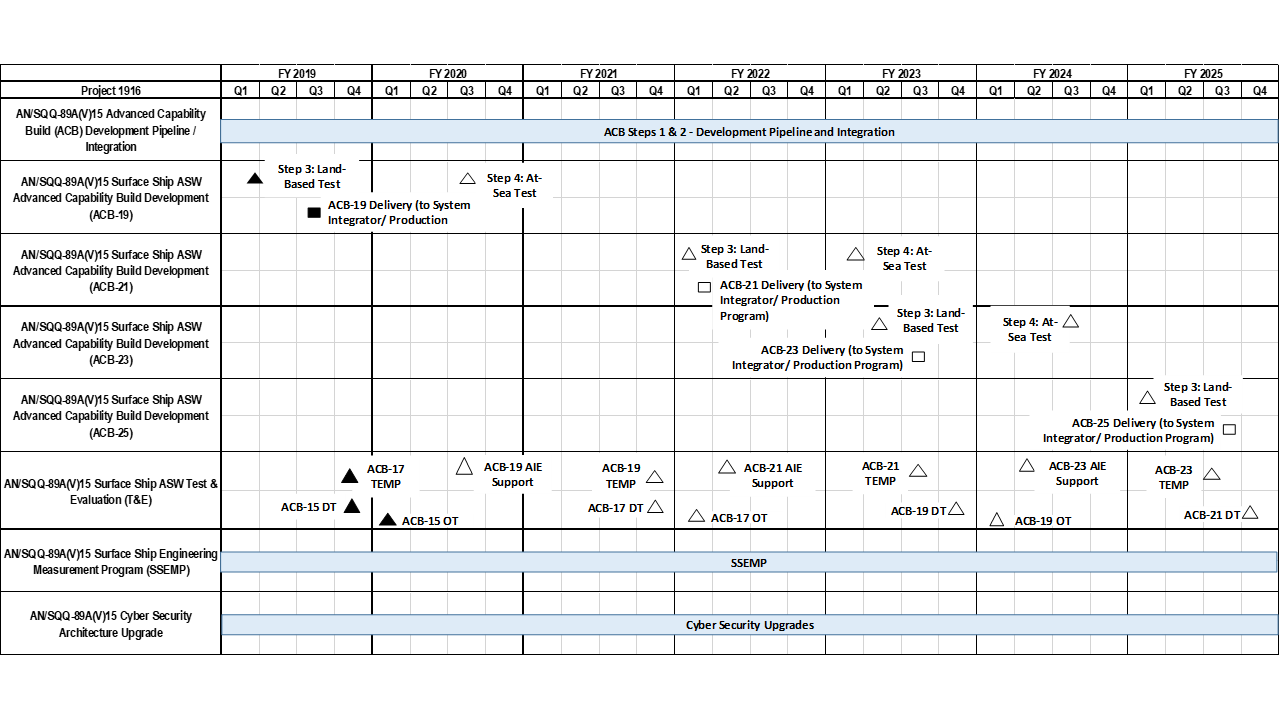 FY 2019 FY 2020 FY 2021 FY 2022 FY 2023 FY 2024 FY 2025
Project 1916 Q1 Q2 Q3 Q4 Q1 Q2 Q3 Q4 Q1 Q2 Q3 Q4 Q1 Q2 Q3 Q4 Q1 Q2 Q3 Q4 Q1 Q2 Q3 Q4 Q1 Q2 Q3 Q4
AN/SQQ-89A(V)15 Advanced Capability
Build (ACB) Development Pipeline /
Integration
ACB Steps 1 & 2 - Development Pipeline and Integration
AN/SQQ-89A(V)15 Surface Ship ASW
Advanced Capability Build Development
(ACB-19)
Step 3: Land-
Based Test
Step 4: At-
Sea Test
ACB-19 Delivery (to System
Integrator/ Production
AN/SQQ-89A(V)15 Surface Ship ASW
Advanced Capability Build Development
(ACB-21)
Step 3: Land-
Based Test
Step 4: At-
Sea Test
ACB-21 Delivery (to System
Integrator/ Production
Program)
AN/SQQ-89A(V)15 Surface Ship ASW
Advanced Capability Build Development
(ACB-23)
Step 3: Land-
Based Test
Step 4: At-
Sea Test
ACB-23 Delivery (to System
Integrator/ Production Program)
AN/SQQ-89A(V)15 Surface Ship ASW
Advanced Capability Build Development
(ACB-25)
Step 3: Land-
Based Test
ACB-25 Delivery (to System
Integrator/ Production Program)
AN/SQQ-89A(V)15 Surface Ship ASW Test &
Evaluation (T&E)
ACB-17
TEMP
ACB-19 AIE
Support
ACB-19
TEMP
ACB-21 AIE
Support
ACB-21
TEMP
ACB-23 AIE
Support
ACB-23
TEMP
ACB-15 DT
ACB-15 OT
ACB-17 DT
ACB-17 OT
ACB-19 DT
ACB-19 OT
ACB-21 DT
AN/SQQ-89A(V)15 Surface Ship Engineering
Measurement Program (SSEMP)
SSEMP
AN/SQQ-89A(V)15 Cyber Security
Architecture Upgrade
Cyber Security Upgrades